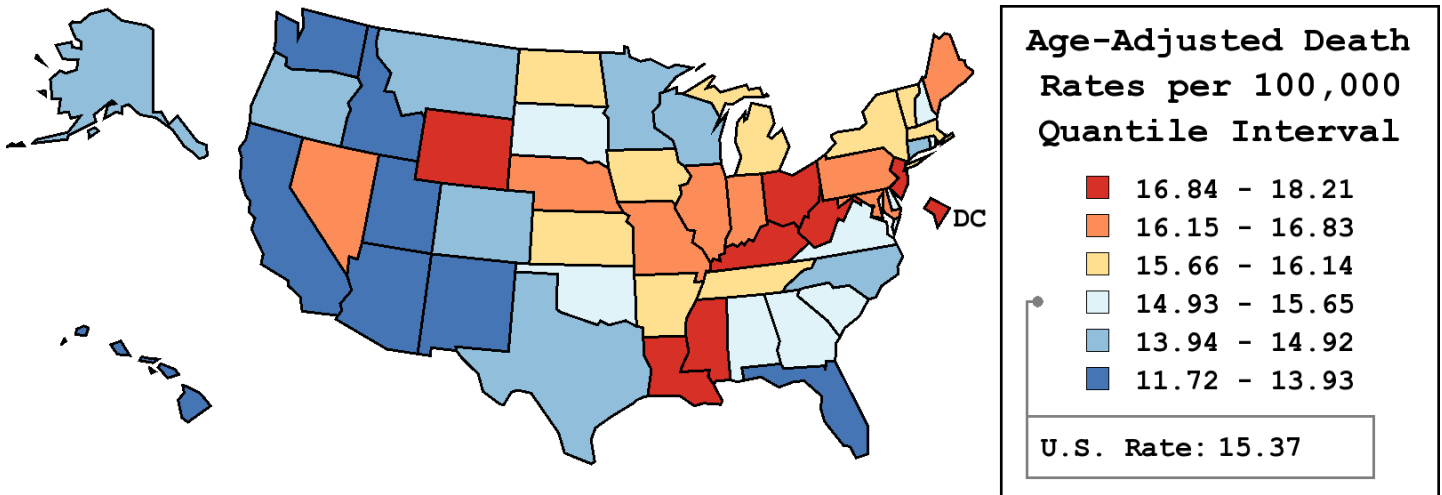 Age-Adjusted Death
Rates per 100,000
Quantile Interval
16.84 - 18.21
16.15 - 16.83
15.66 - 16.14
14.93 - 15.65
13.94 - 14.92
11.72 - 13.93
U.S. Rate: 15.37
DC